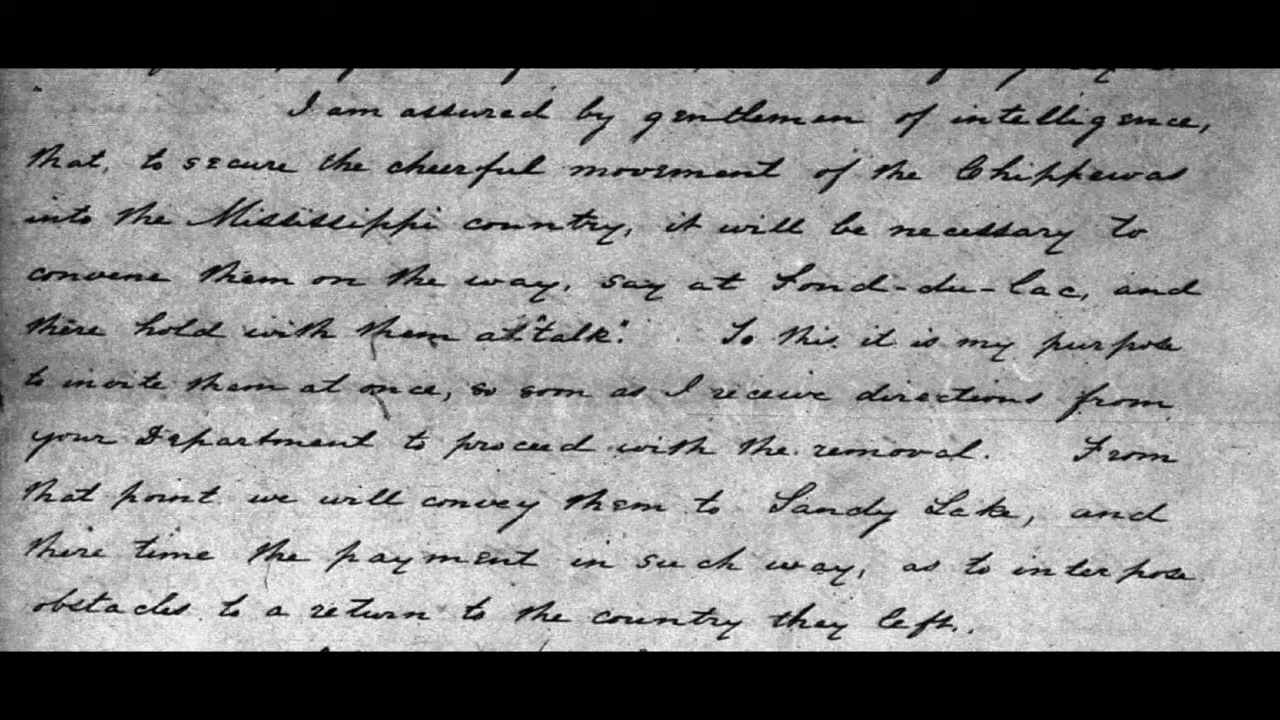 I am assured by gentlemen of intelligence,
that, to secure the cheerful movement of the Chippewas
into the Mississippi country, it will be necessary to
convene them on the way, say at Fond-du-lac, and
there hold with them a "talk". To this it is my purpose
to invite them at once, so soon as I receive directions from
your Department to proceed with the removal. From
that point we will convey them to Sandy Lake, and
there time the payment in such way, as to interpose
obstacles to a return to the country they left.